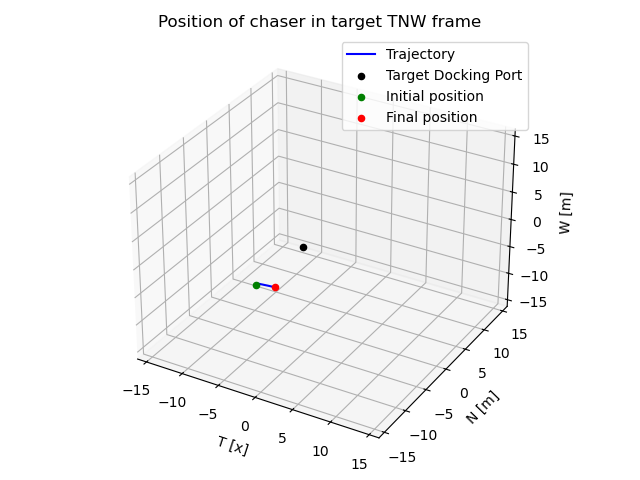 Position of chaser in target TNW frame
Trajectory
Target Docking Port
Initial position
Final position
15
10
5
0
−5
−10
−15
W [m]
−15
−10
−5
0
5
10
15
T [x]
−15
−10
−5
0
5
10
15
N [m]